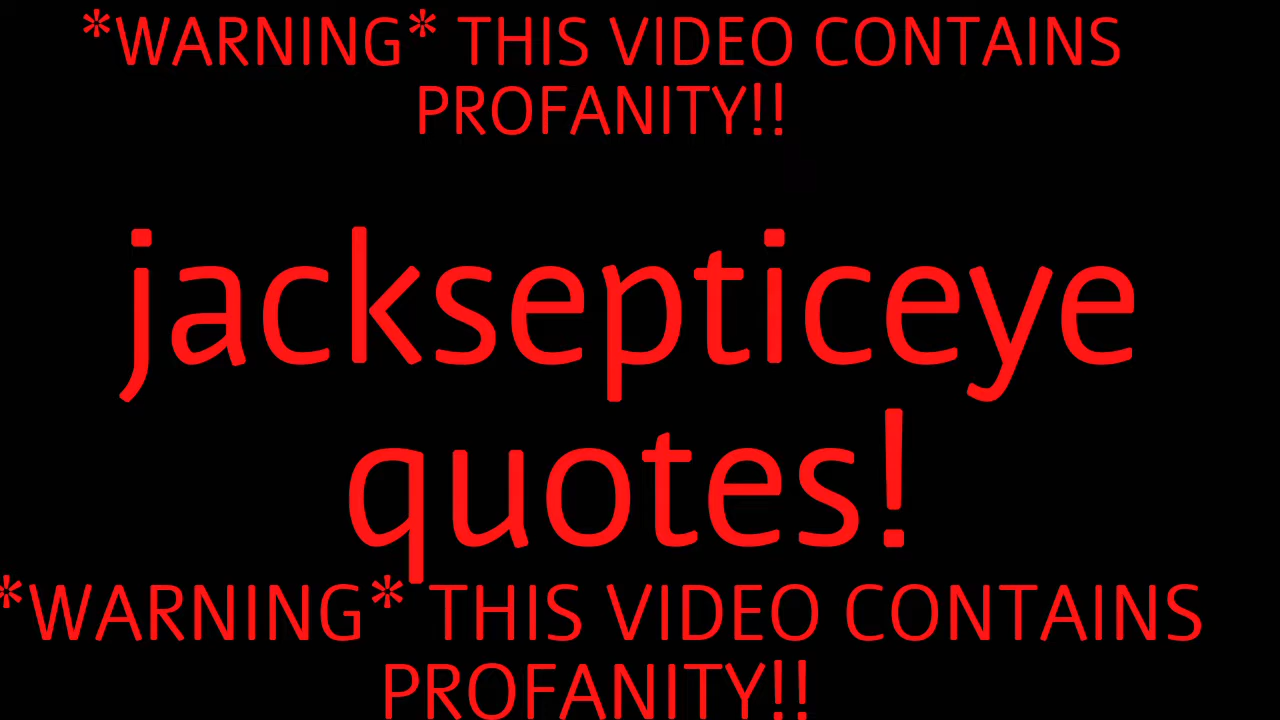 *WARNING* THIS VIDEO CONTAINS
PROFANITY!!
jacksepticeye
quotes!
*WARNING* THIS VIDEO CONTAINS
PROFANITY!!